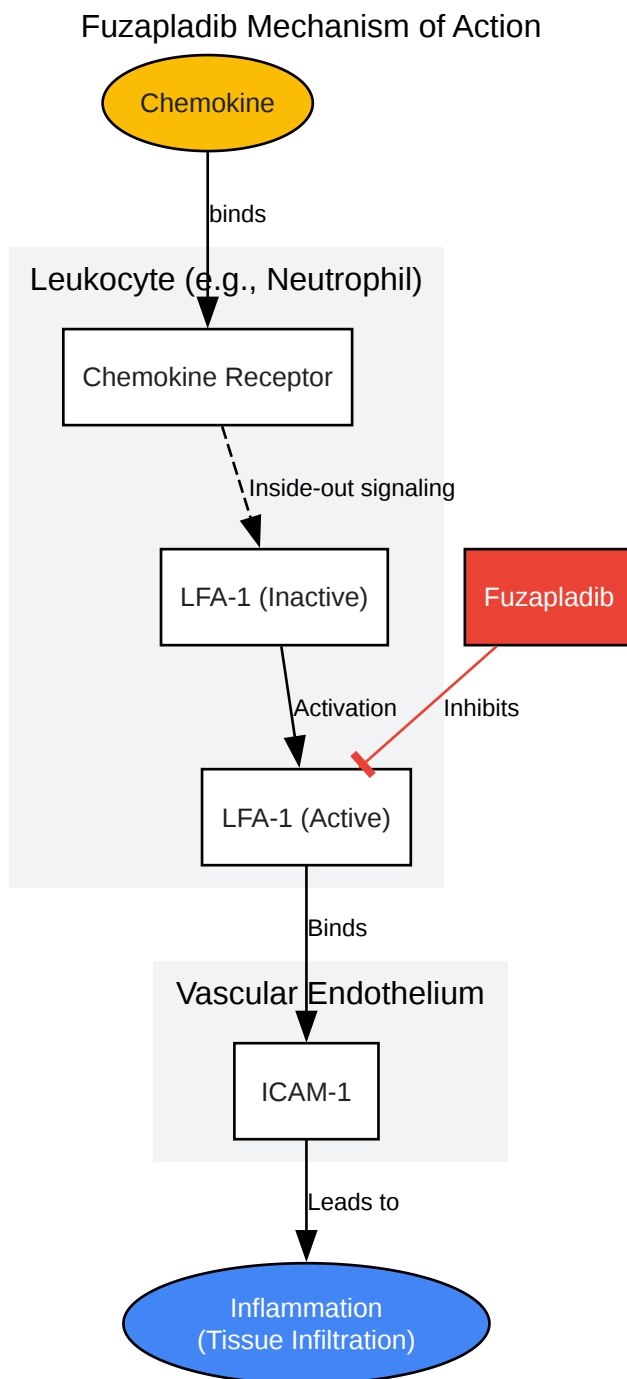 Fuzapladib Mechanism of Action
Chemokine
binds
Leukocyte (e.g., Neutrophil)
Chemokine Receptor
Inside-out signaling
LFA-1 (Inactive)
Fuzapladib
Activation
Inhibits
LFA-1 (Active)
Binds
Vascular Endothelium
ICAM-1
Leads to
Inflammation
(Tissue Infiltration)